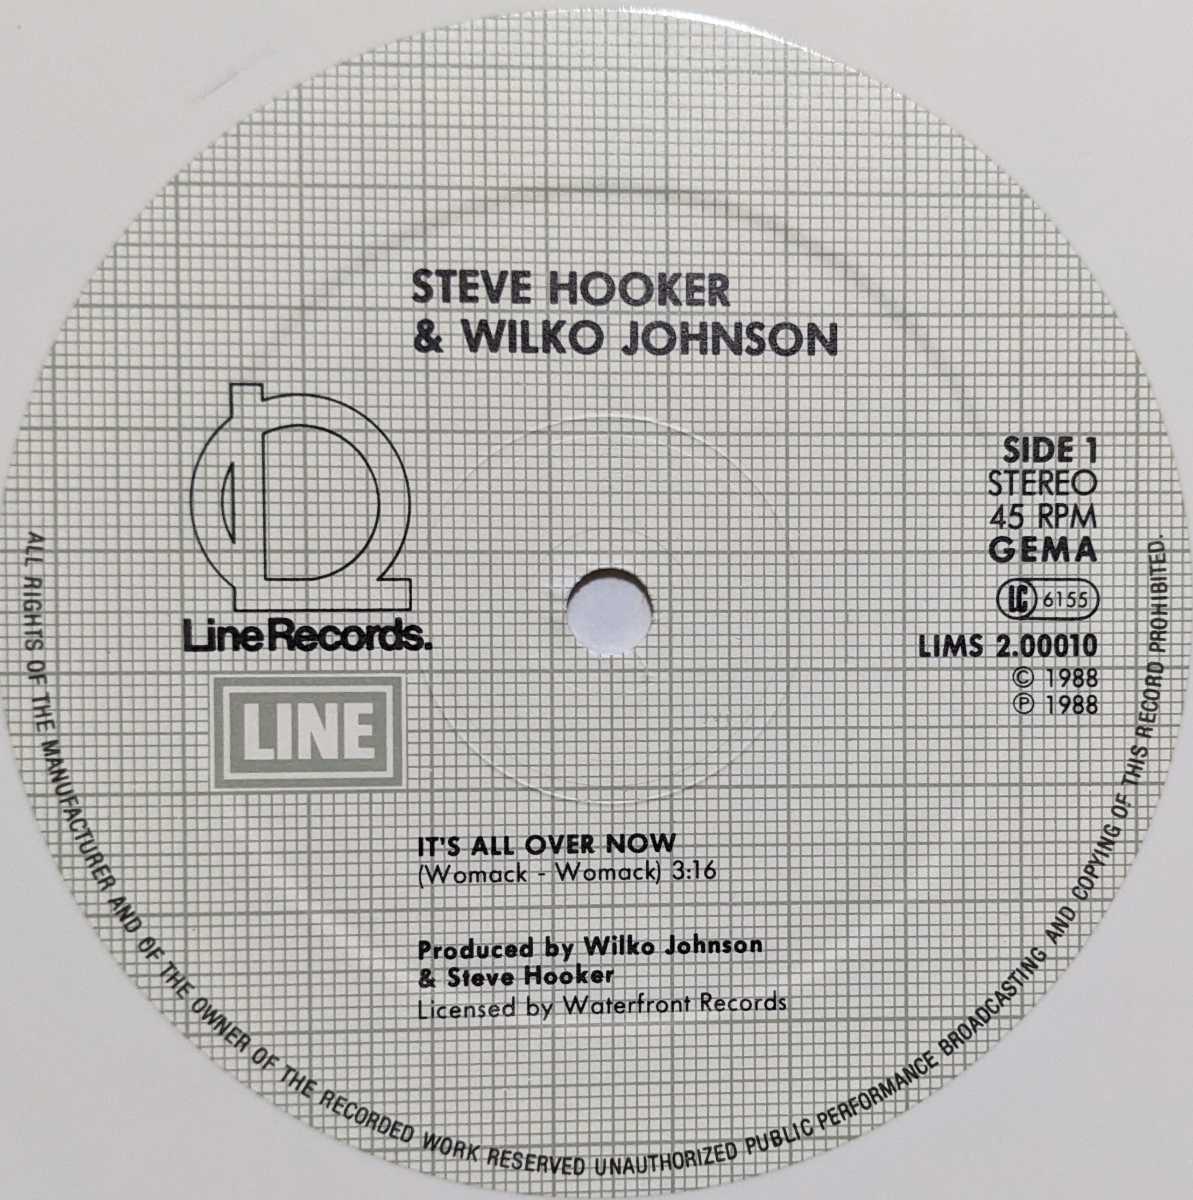 STEVE HOOKER
& WILKO JOHNSON
SIDE 1
STEREO
45 RPM
GEMA
LC 6155
LIMS 2.00010
© 1988
℗ 1988
Line Records.
LINE
IT'S ALL OVER NOW
(Womack - Womack) 3:16
Produced by Wilko Johnson
& Steve Hooker
Licensed by Waterfront Records
ALL RIGHTS OF THE MANUFACTURER AND OF THE OWNER OF THE RECORDED WORK RESERVED UNAUTHORIZED PUBLIC PERFORMANCE BROADCASTING AND COPYING OF THIS RECORD PROHIBITED.